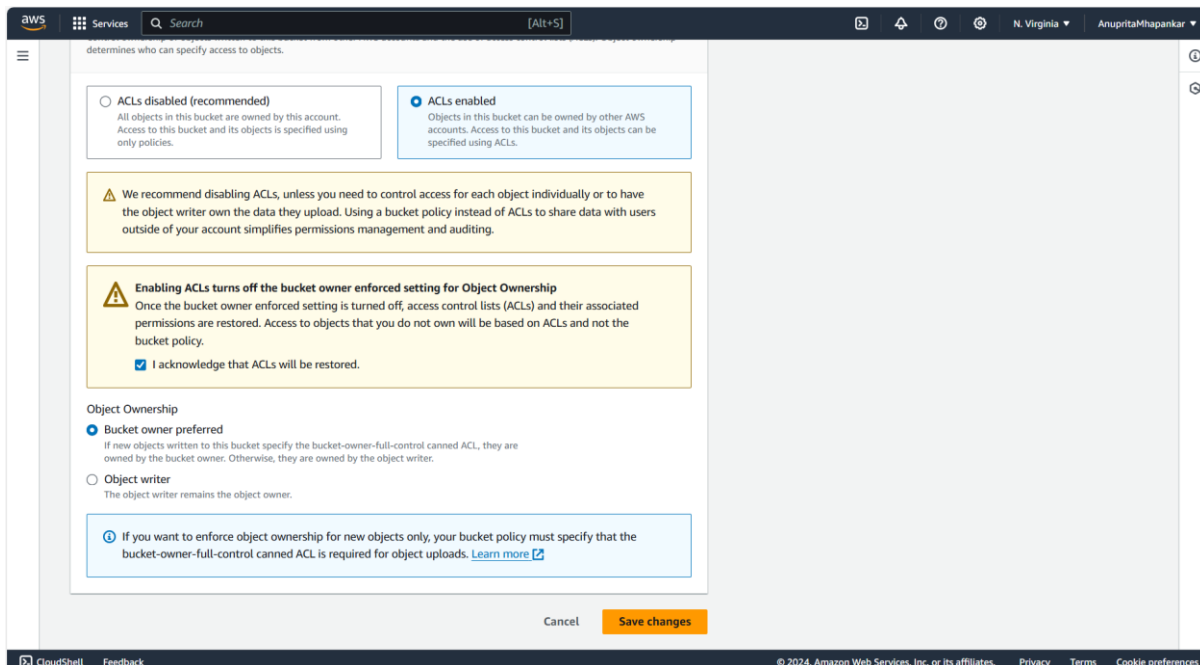 aws
Services
Search
[Alt+S]
N. Virginia
AnupritaMhapankar
determines who can specify access to objects.
ACLs disabled (recommended)
All objects in this bucket are owned by this account.
Access to this bucket and its objects is specified using
only policies.
ACLs enabled
Objects in this bucket can be owned by other AWS
accounts. Access to this bucket and its objects can be
specified using ACLs.
We recommend disabling ACLs, unless you need to control access for each object individually or to have
the object writer own the data they upload. Using a bucket policy instead of ACLs to share data with users
outside of your account simplifies permissions management and auditing.
Enabling ACLs turns off the bucket owner enforced setting for Object Ownership
Once the bucket owner enforced setting is turned off, access control lists (ACLs) and their associated
permissions are restored. Access to objects that you do not own will be based on ACLs and not the
bucket policy.
I acknowledge that ACLs will be restored.
Object Ownership
Bucket owner preferred
If new objects written to this bucket specify the bucket-owner-full-control canned ACL, they are
owned by the bucket owner. Otherwise, they are owned by the object writer.
Object writer
The object writer remains the object owner.
If you want to enforce object ownership for new objects only, your bucket policy must specify that the
bucket-owner-full-control canned ACL is required for object uploads. Learn more
Cancel
Save changes
CloudShell
Feedback
© 2024, Amazon Web Services, Inc. or its affiliates.
Privacy
Terms
Cookie preferences